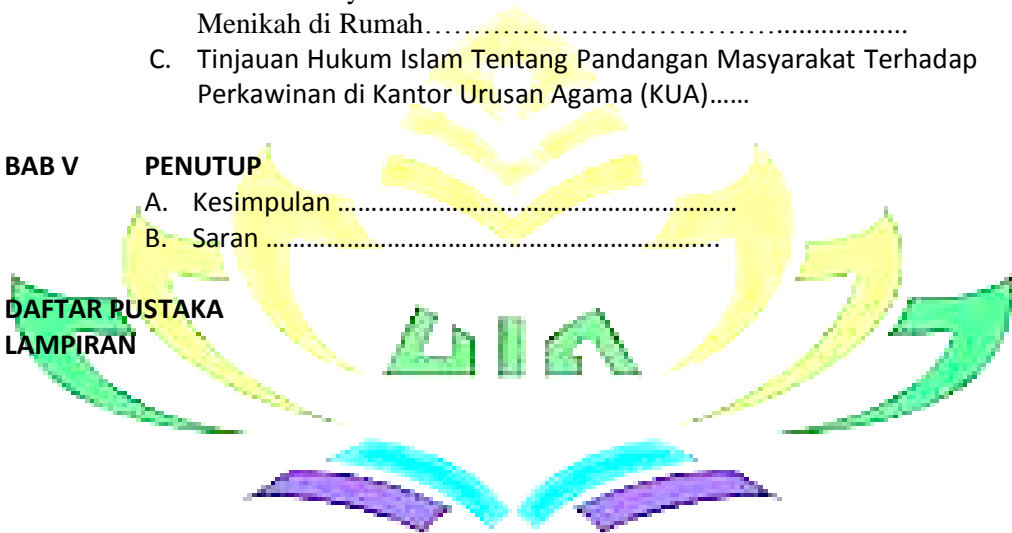 Menikah di Rumah……………………………………..................
C. Tinjauan Hukum Islam Tentang Pandangan Masyarakat Terhadap
Perkawinan di Kantor Urusan Agama (KUA)……
BAB V PENUTUP
A. Kesimpulan …………………………………………………..
B. Saran …………………………………………………………...
DAFTAR PUSTAKA
LAMPIRAN